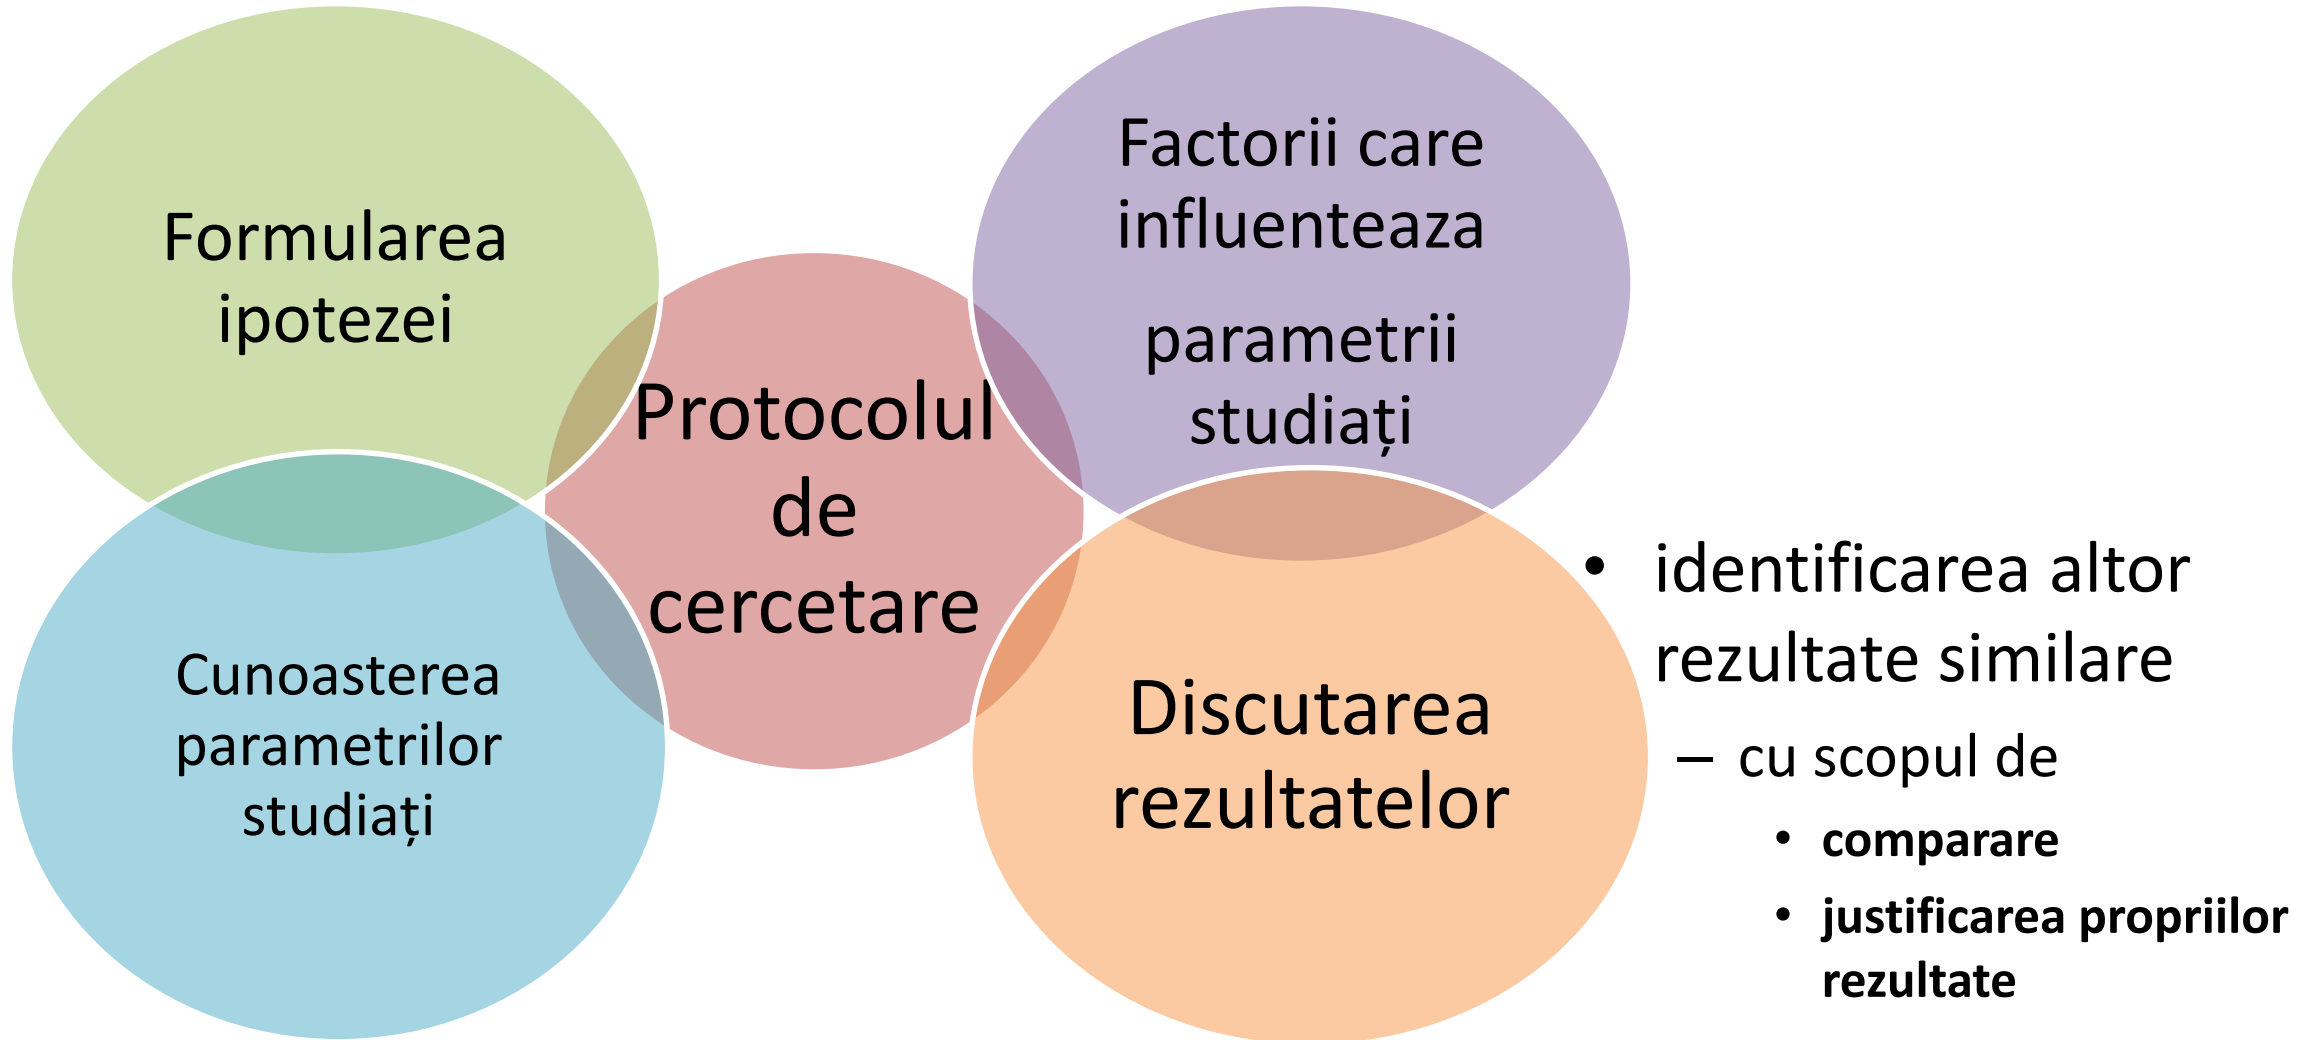 Formularea
ipotezei
Factorii care
influenteaza
parametrii
studiați
Protocolul
de
cercetare
Cunoasterea
parametrilor
studiați
Discutarea
rezultatelor
• identificarea altor
rezultate similare
– cu scopul de
• comparare
• justificarea propriilor
rezultate